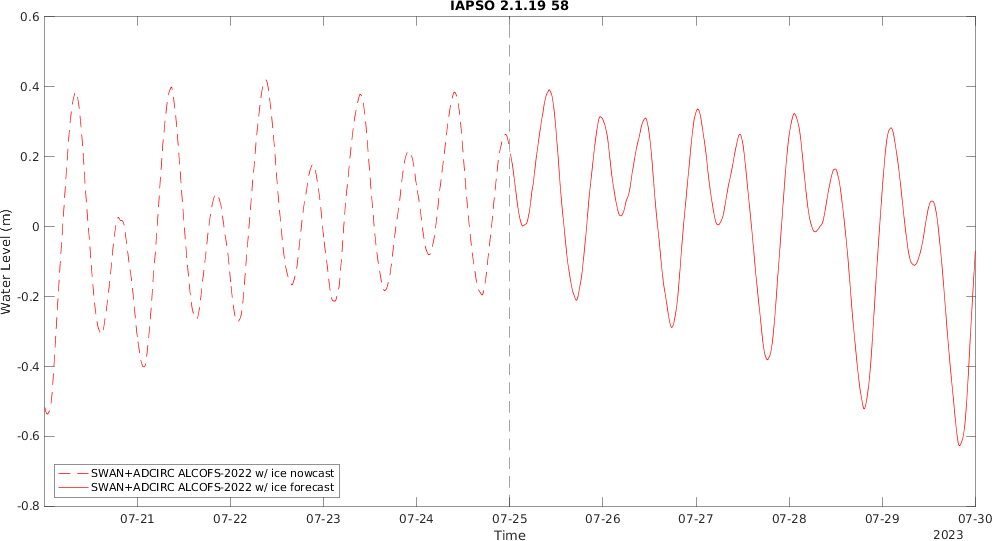 IAPSO 2.1.19 58
0.6
0.4
0.2
0
-0.2
-0.4
-0.6
-0.8
Water Level (m)
SWAN+ADCIRC ALCOFS-2022 w/ ice nowcast
SWAN+ADCIRC ALCOFS-2022 w/ ice forecast
07-21 07-22 07-23 07-24 07-25 07-26 07-27 07-28 07-29 07-30
Time
2023